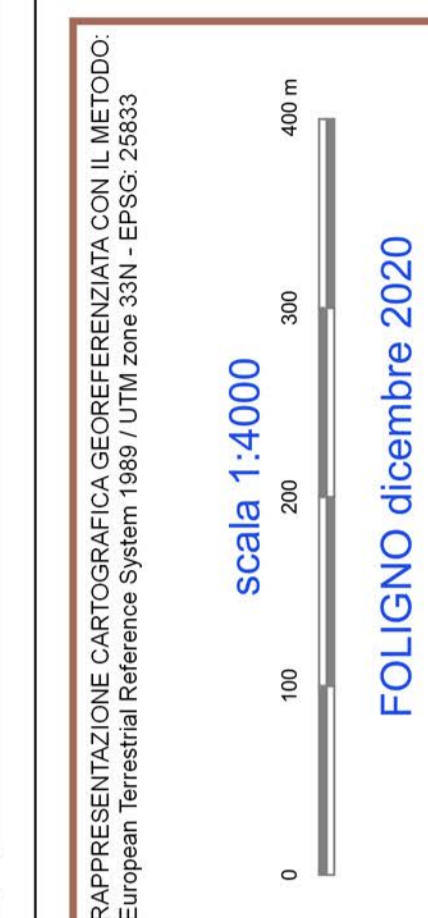 RAPPRESENTAZIONE CARTOGRAFICA GEOREFERENZIATA CON IL METODO:
European Terrestrial Reference System 1989 / UTM zone 33N - EPSG: 25833
scala 1:4000
0 100 200 300 400 m
FOLIGNO dicembre 2020